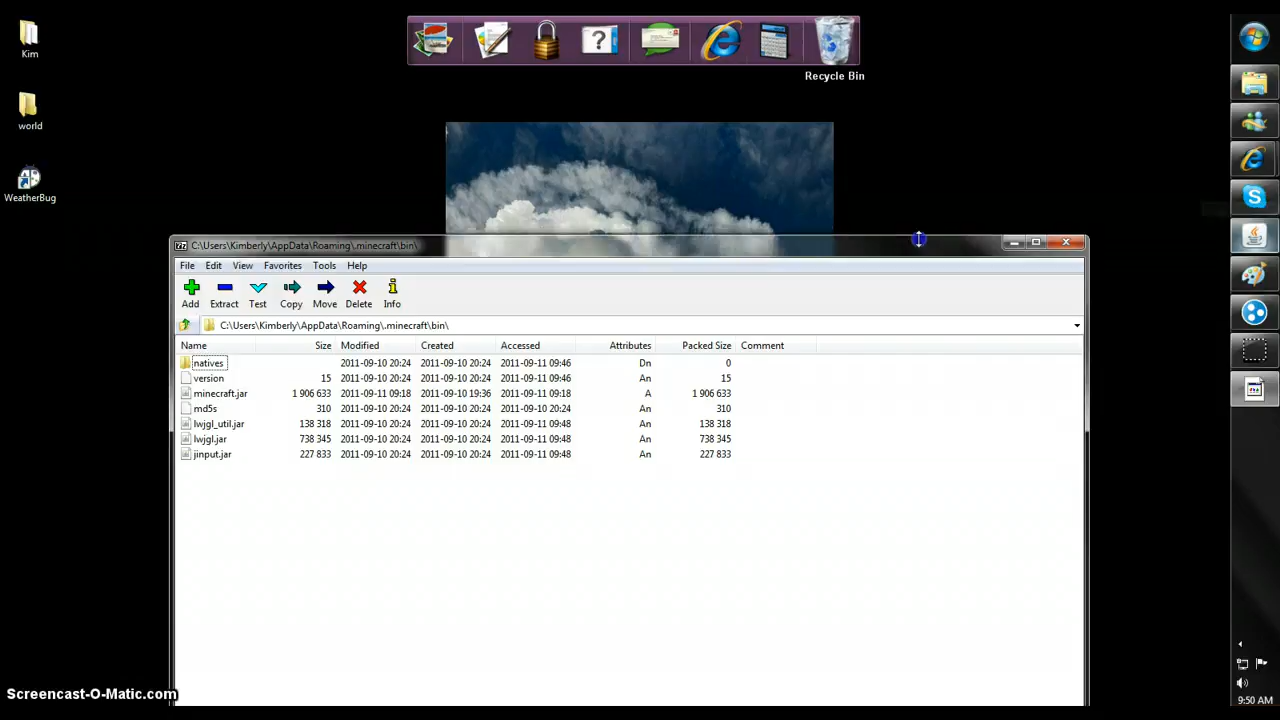 Kim
world
WeatherBug
?
Recycle Bin
7z C:\Users\Kimberly\AppData\Roaming\.minecraft\bin\
File Edit View Favorites Tools Help
Add Extract Test Copy Move Delete Info
C:\Users\Kimberly\AppData\Roaming\.minecraft\bin\
Name Size Modified Created Accessed Attributes Packed Size Comment
natives 2011-09-10 20:24 2011-09-10 20:24 2011-09-11 09:46 Dn 0
version 15 2011-09-10 20:24 2011-09-10 20:24 2011-09-11 09:46 An 15
minecraft.jar 1 906 633 2011-09-11 09:18 2011-09-10 19:36 2011-09-11 09:18 A 1 906 633
md5s 310 2011-09-10 20:24 2011-09-10 20:24 2011-09-10 20:24 An 310
lwjgl_util.jar 138 318 2011-09-10 20:24 2011-09-10 20:24 2011-09-11 09:48 An 138 318
lwjgl.jar 738 345 2011-09-10 20:24 2011-09-10 20:24 2011-09-11 09:48 An 738 345
jinput.jar 227 833 2011-09-10 20:24 2011-09-10 20:24 2011-09-11 09:48 An 227 833
Screencast-O-Matic.com
9:50 AM